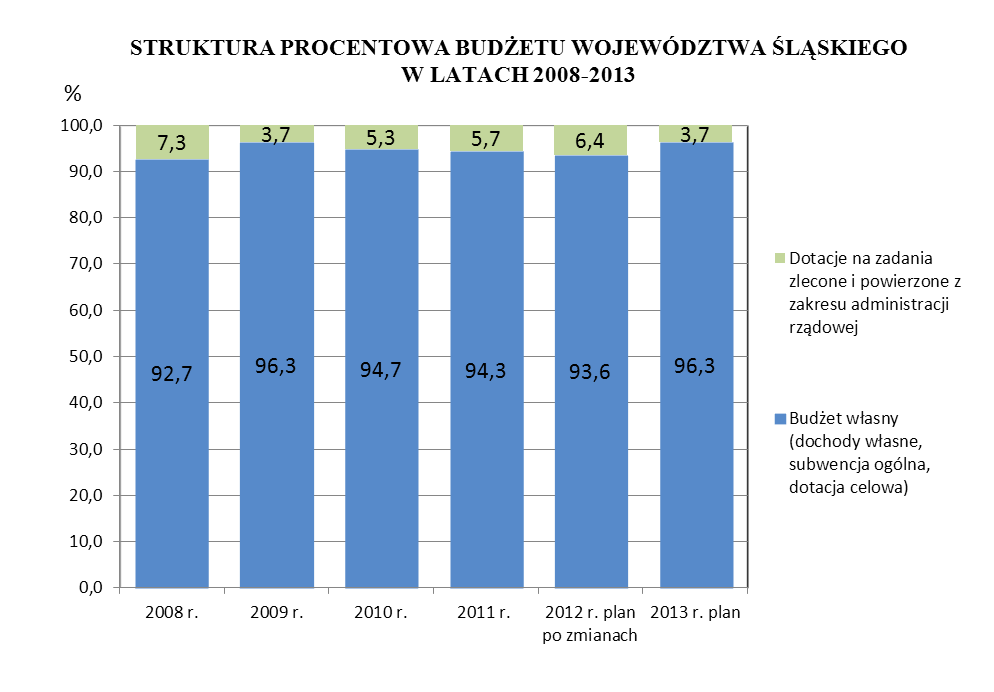 STRUKTURA PROCENTOWA BUDŻETU WOJEWÓDZTWA ŚLĄSKIEGO
W LATACH 2008-2013
%
100,0
90,0
80,0
70,0
60,0
50,0
40,0
30,0
20,0
10,0
0,0
7,3
3,7
5,3
5,7
6,4
3,7
92,7
96,3
94,7
94,3
93,6
96,3
2008 r.
2009 r.
2010 r.
2011 r.
2012 r. plan
po zmianach
2013 r. plan
Dotacje na zadania
zlecone i powierzone z
zakresu administracji
rządowej
Budżet własny
(dochody własne,
subwencja ogólna,
dotacja celowa)